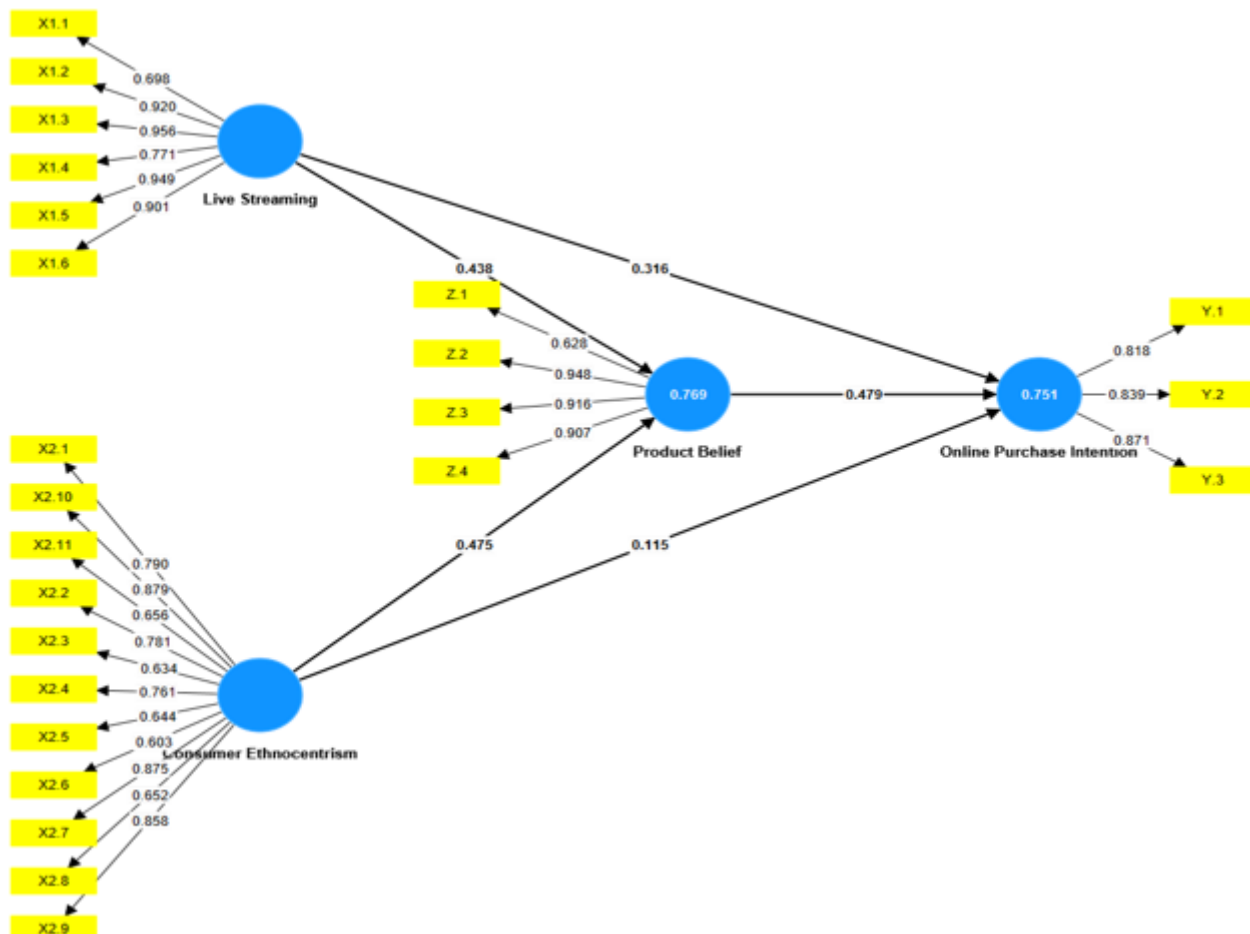 X1.1
X1.2
X1.3
X1.4
X1.5
X1.6
0.698
0.920
0.956
0.771
0.949
0.901
Live Streaming
0.438
0.316
Z.1
Z.2
Z.3
Z.4
0.628
0.948
0.916
0.907
0.769
Product Belief
0.479
0.751
Online Purchase Intention
0.818
0.839
0.871
Y.1
Y.2
Y.3
X2.1
X2.10
X2.11
X2.2
X2.3
X2.4
X2.5
X2.6
X2.7
X2.8
X2.9
0.790
0.879
0.656
0.781
0.634
0.761
0.644
0.603
0.875
0.652
0.858
Consumer Ethnocentrism
0.475
0.115